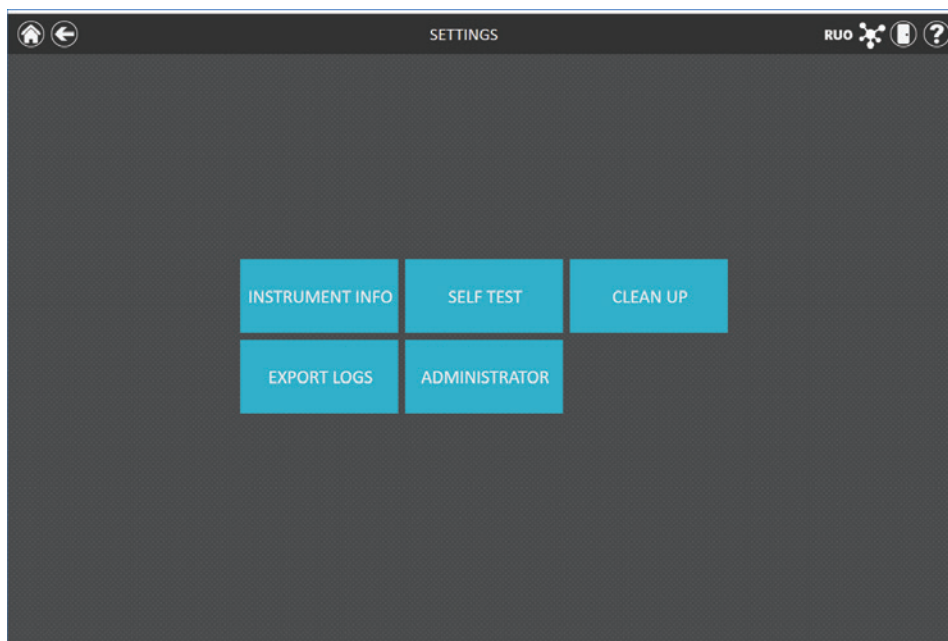 SETTINGS
RUO
?
INSTRUMENT INFO
SELF TEST
CLEAN UP
EXPORT LOGS
ADMINISTRATOR